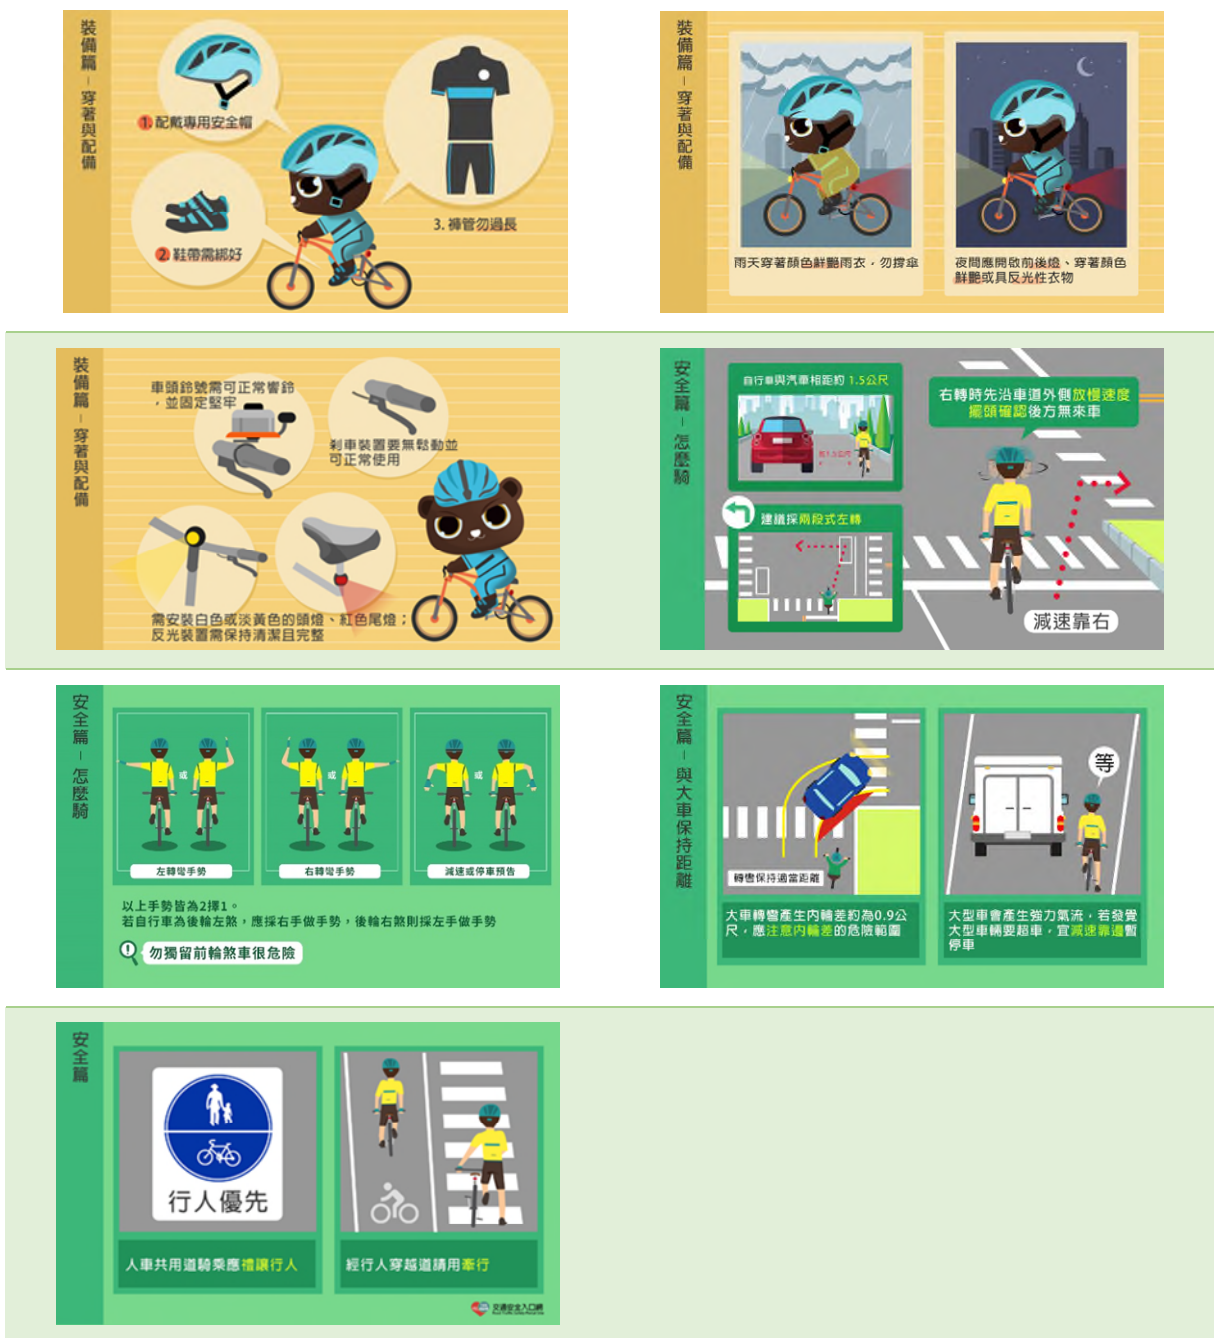 裝備篇－穿著與配備
1. 配戴專用安全帽
2. 鞋帶需綁好
3. 褲管勿過長
裝備篇－穿著與配備
雨天穿著顏色鮮艷雨衣，勿撐傘
夜間應開啟前後燈、穿著顏色
鮮艷或具反光性衣物
裝備篇－穿著與配備
車頭鈴號需可正常響鈴
，並固定堅牢
剎車裝置要無鬆動並
可正常使用
需安裝白色或淡黃色的頭燈、紅色尾燈；
反光裝置需保持清潔且完整
安全篇－怎麼騎
自行車與汽車相距約 1.5公尺
約1.5公尺
建議採兩段式左轉
右轉時先沿車道外側放慢速度
擺頭確認後方無來車
減速靠右
安全篇－怎麼騎
或
或
或
左轉彎手勢
右轉彎手勢
減速或停車預告
以上手勢皆為2擇1。
若自行車為後輪左煞，應採右手做手勢，後輪右煞則採左手做手勢
勿獨留前輪煞車很危險
安全篇－與大車保持距離
轉彎保持適當距離
大車轉彎產生內輪差約為0.9公
尺，應注意內輪差的危險範圍
等
大型車會產生強力氣流，若發覺
大型車輛要超車，宜減速靠邊暫
停車
安全篇
行人優先
人車共用道騎乘應禮讓行人
經行人穿越道請用牽行
交通安全入口網